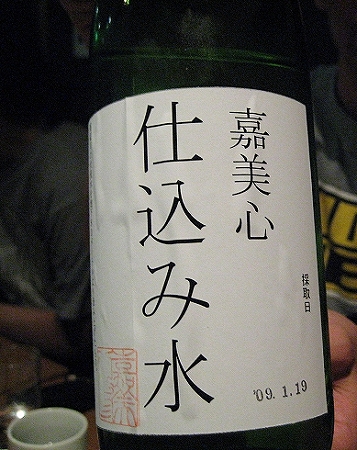 嘉美心
仕込み水
採取日
'09. 1.19